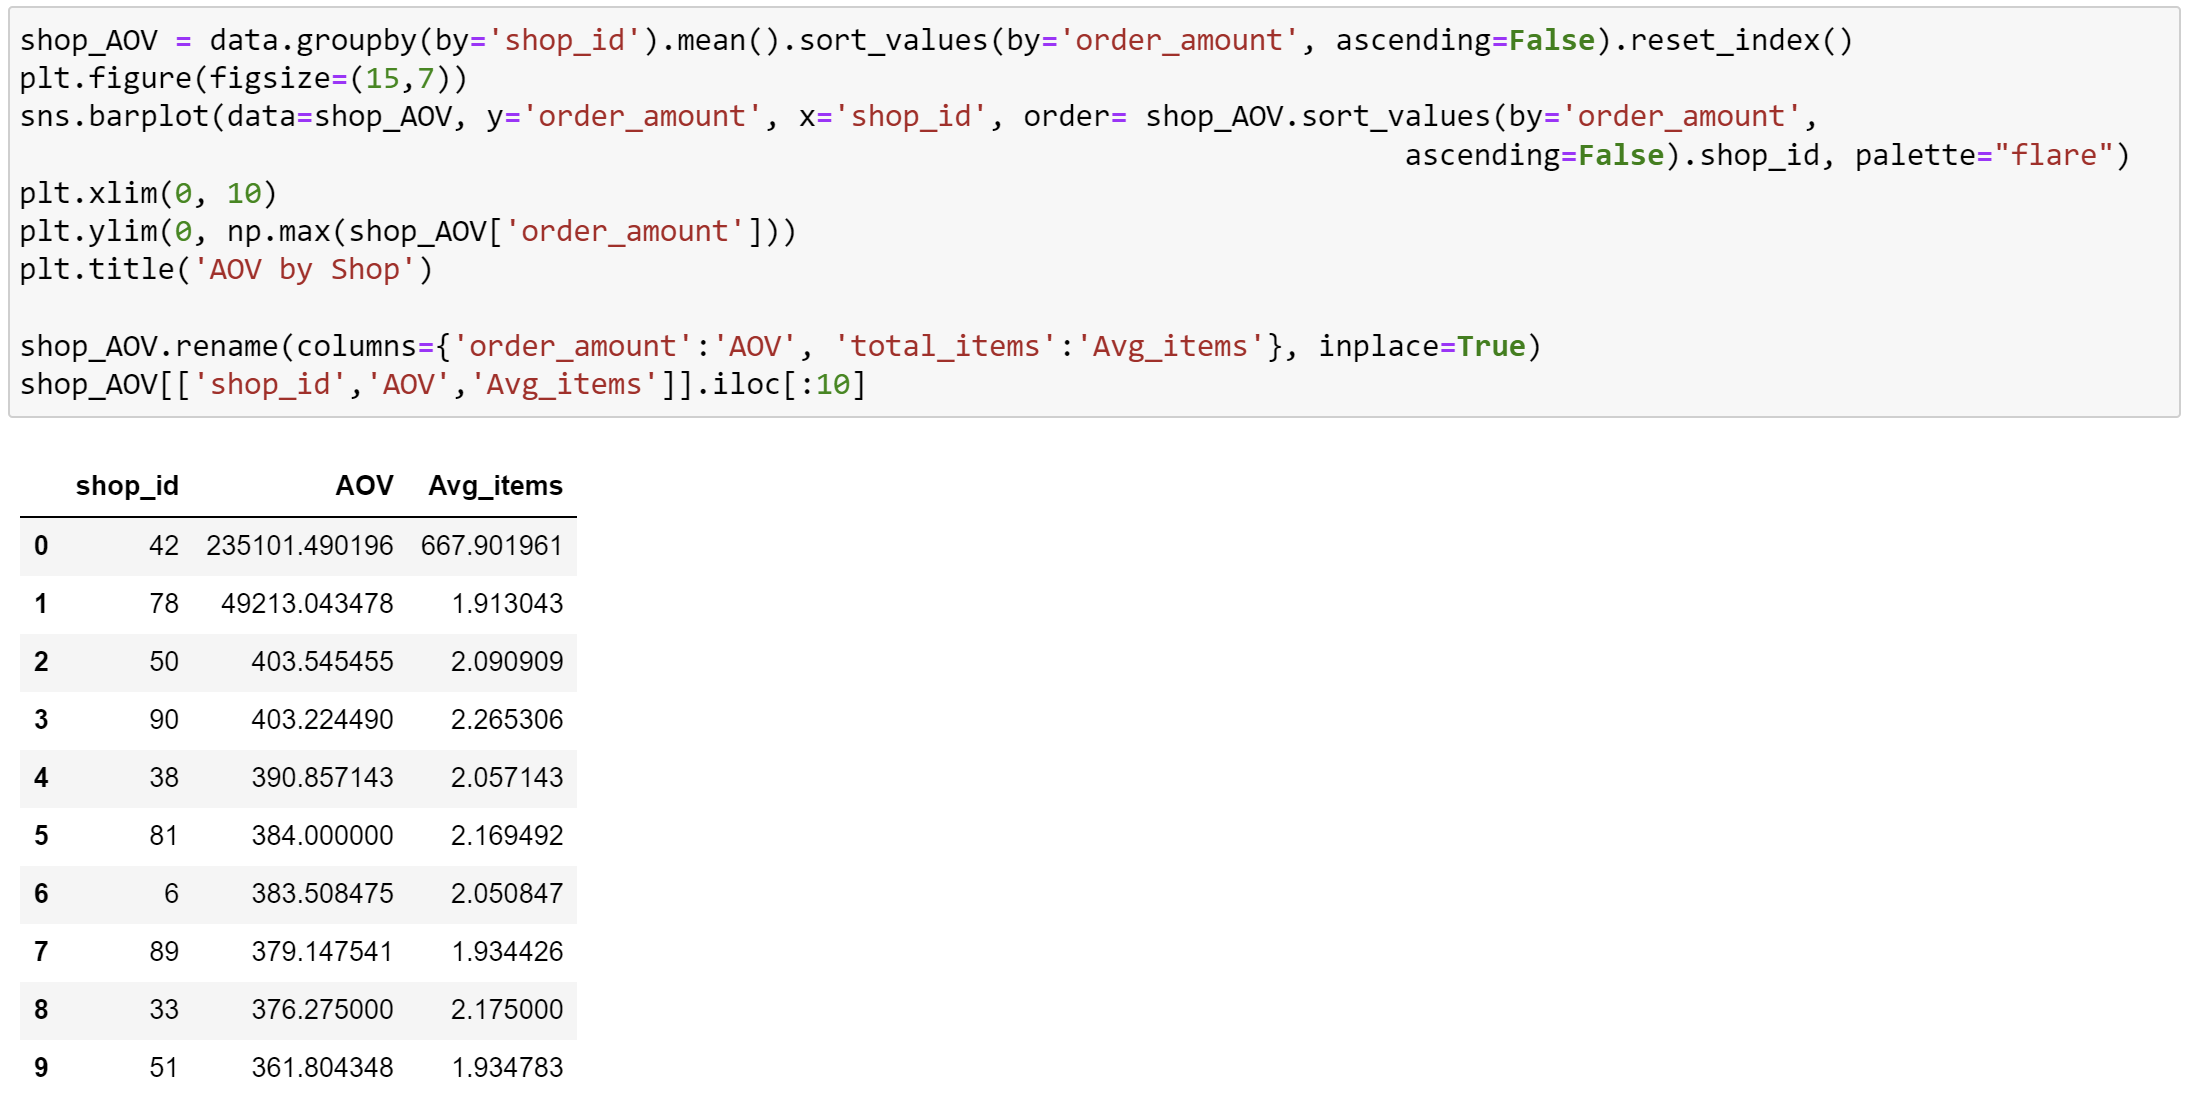 shop_AOV = data.groupby(by='shop_id').mean().sort_values(by='order_amount', ascending=False).reset_index()
plt.figure(figsize=(15,7))
sns.barplot(data=shop_AOV, y='order_amount', x='shop_id', order= shop_AOV.sort_values(by='order_amount',
ascending=False).shop_id, palette="flare")
plt.xlim(0, 10)
plt.ylim(0, np.max(shop_AOV['order_amount']))
plt.title('AOV by Shop')
shop_AOV.rename(columns={'order_amount':'AOV', 'total_items':'Avg_items'}, inplace=True)
shop_AOV[['shop_id','AOV','Avg_items']].iloc[:10]
shop_id AOV Avg_items
0 42 235101.490196 667.901961
1 78 49213.043478 1.913043
2 50 403.545455 2.090909
3 90 403.224490 2.265306
4 38 390.857143 2.057143
5 81 384.000000 2.169492
6 6 383.508475 2.050847
7 89 379.147541 1.934426
8 33 376.275000 2.175000
9 51 361.804348 1.934783